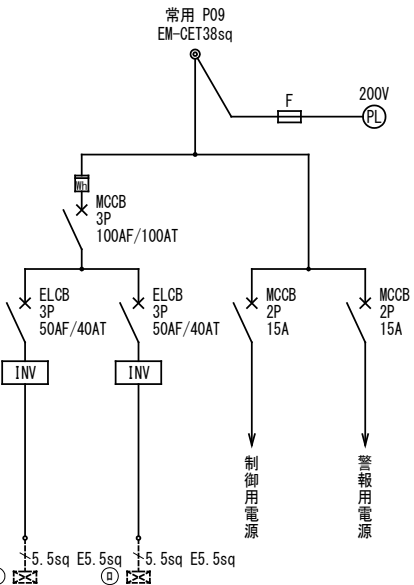 常用 P09
EM-CET38sq
F
200V
PL
Wh
MCCB
3P
100AF/100AT
ELCB
3P
50AF/40AT
ELCB
3P
50AF/40AT
MCCB
2P
15A
MCCB
2P
15A
INV
INV
制御用電源
警報用電源
5.5sq E5.5sq
5.5sq E5.5sq
ロ